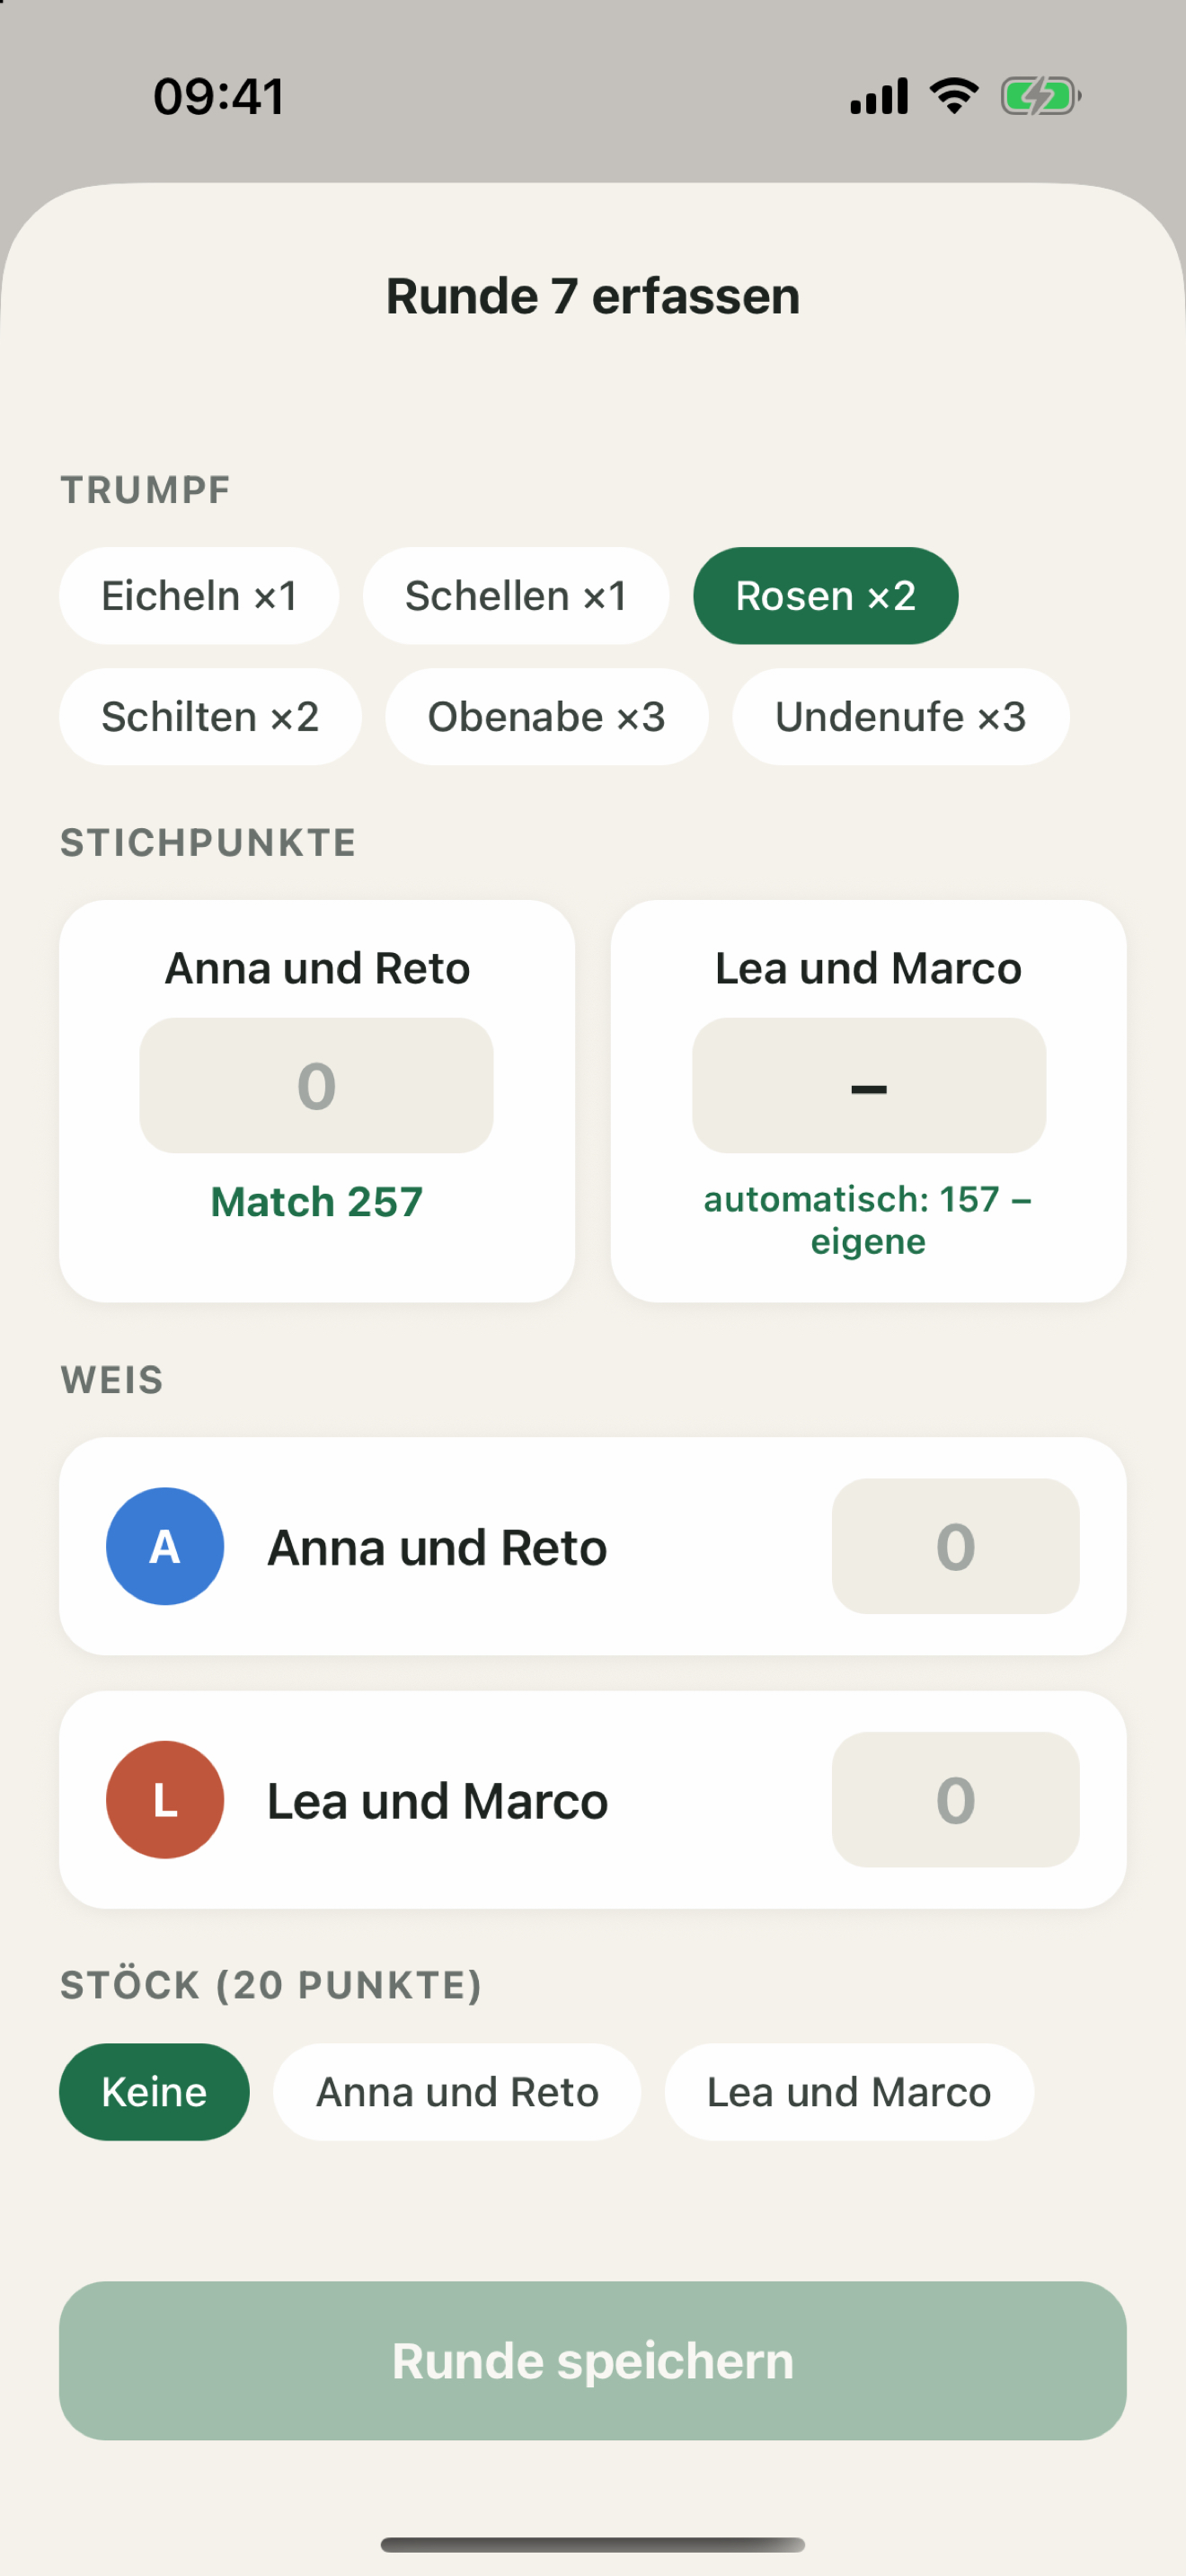 09:41
Runde 7 erfassen
TRUMPF
Eicheln ×1
Schellen ×1
Rosen ×2
Schilten ×2
Obenabe ×3
Undenufe ×3
STICHPUNKTE
Anna und Reto
Lea und Marco
0
–
Match 257
automatisch: 157 –
eigene
WEIS
A
Anna und Reto
0
L
Lea und Marco
0
STÖCK (20 PUNKTE)
Keine
Anna und Reto
Lea und Marco
Runde speichern